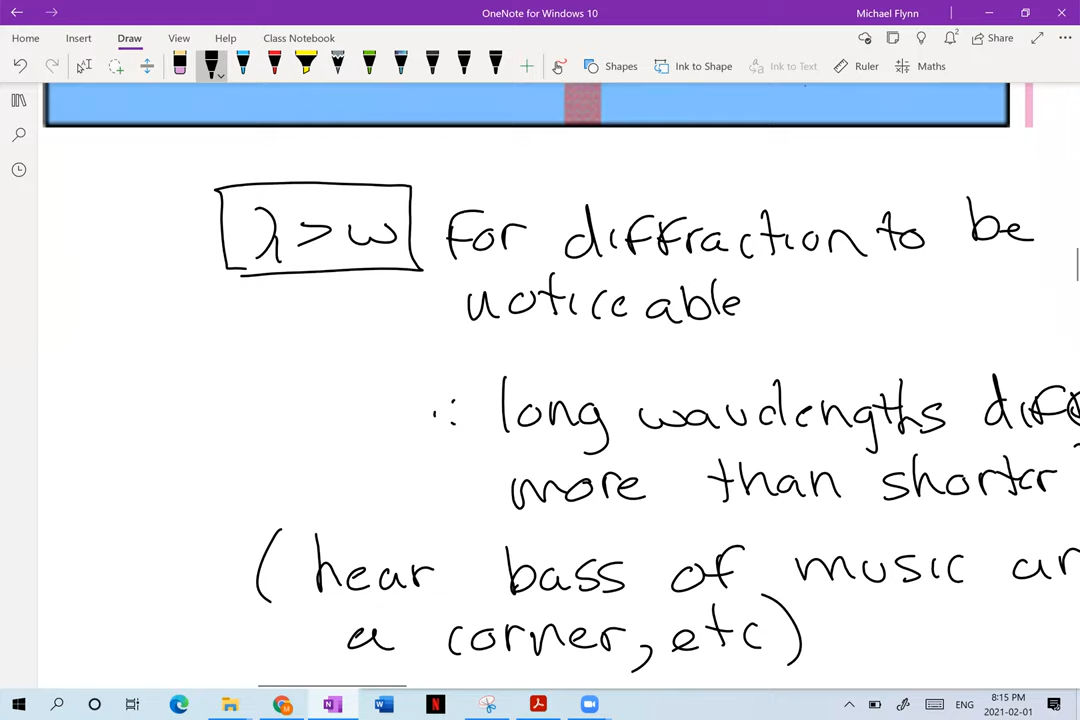 OneNote for Windows 10
Michael Flynn
Home Insert Draw View Help Class Notebook
Share
Shapes Ink to Shape Ink to Text Ruler Maths
λ > w for diffraction to be
noticeable
∴ long wavelengths diff
more than shorter
( hear bass of music ar
a corner, etc )
8:15 PM
ENG
2021-02-01